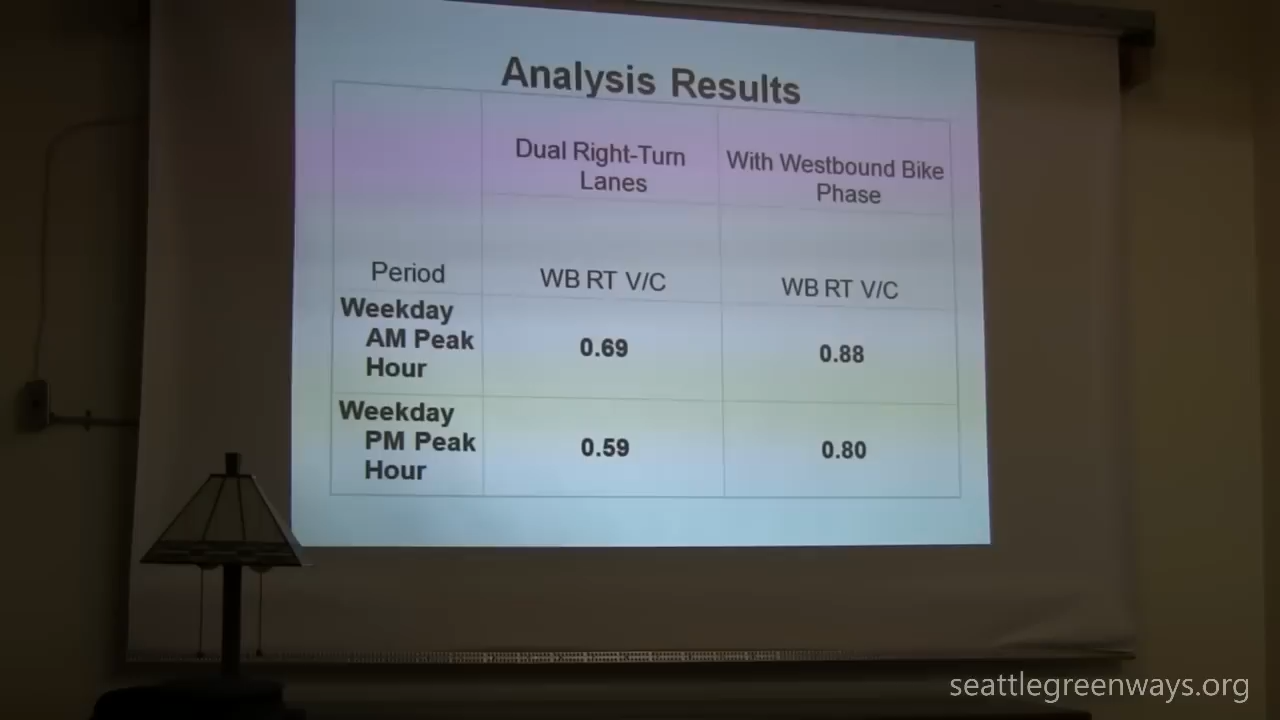 Analysis Results
Dual Right-Turn
Lanes
With Westbound Bike
Phase
Period
WB RT V/C
WB RT V/C
Weekday
AM Peak
Hour
0.69
0.88
Weekday
PM Peak
Hour
0.59
0.80
seattlegreenways.org